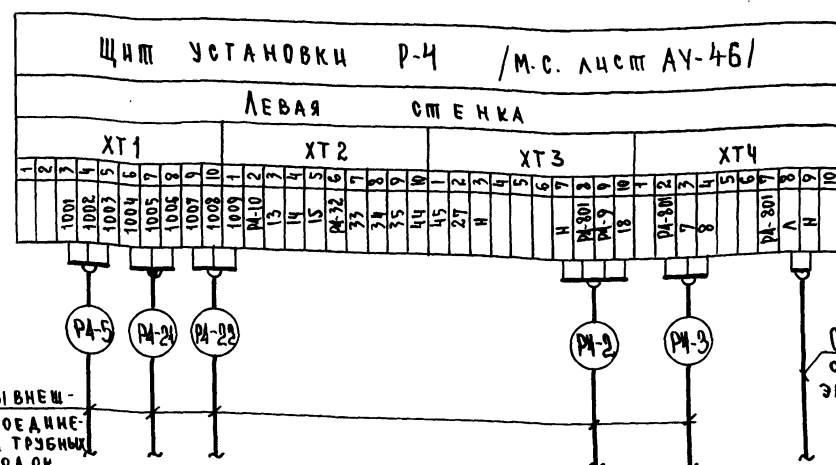 ЩИТ УСТАНОВКИ Р-4 /М.С. ЛИСТ АУ-46/
ЛЕВАЯ СТЕНКА
ХТ1 ХТ2 ХТ3 ХТ4
1 2 3 4 5 6 7 8 9 10 1 2 3 4 5 6 7 8 9 10 1 2 3 4 5 6 7 8 9 10 1 2 3 4 5 6 7 8 9 10
1001 1002 1003 1004 1005 1006 1007 1008 1009 Р4-10 13 14 15 Р4-32 33 34 35 44 45 27 Н Н Р4-801 Р4-9 18 Р4-801 7 8 Р4-801 Л Н
Р4-5 Р4-21 Р4-22 Р4-2 Р4-3
ВНЕШ-
ОЕДИНЕ-
ТРУБНЫХ